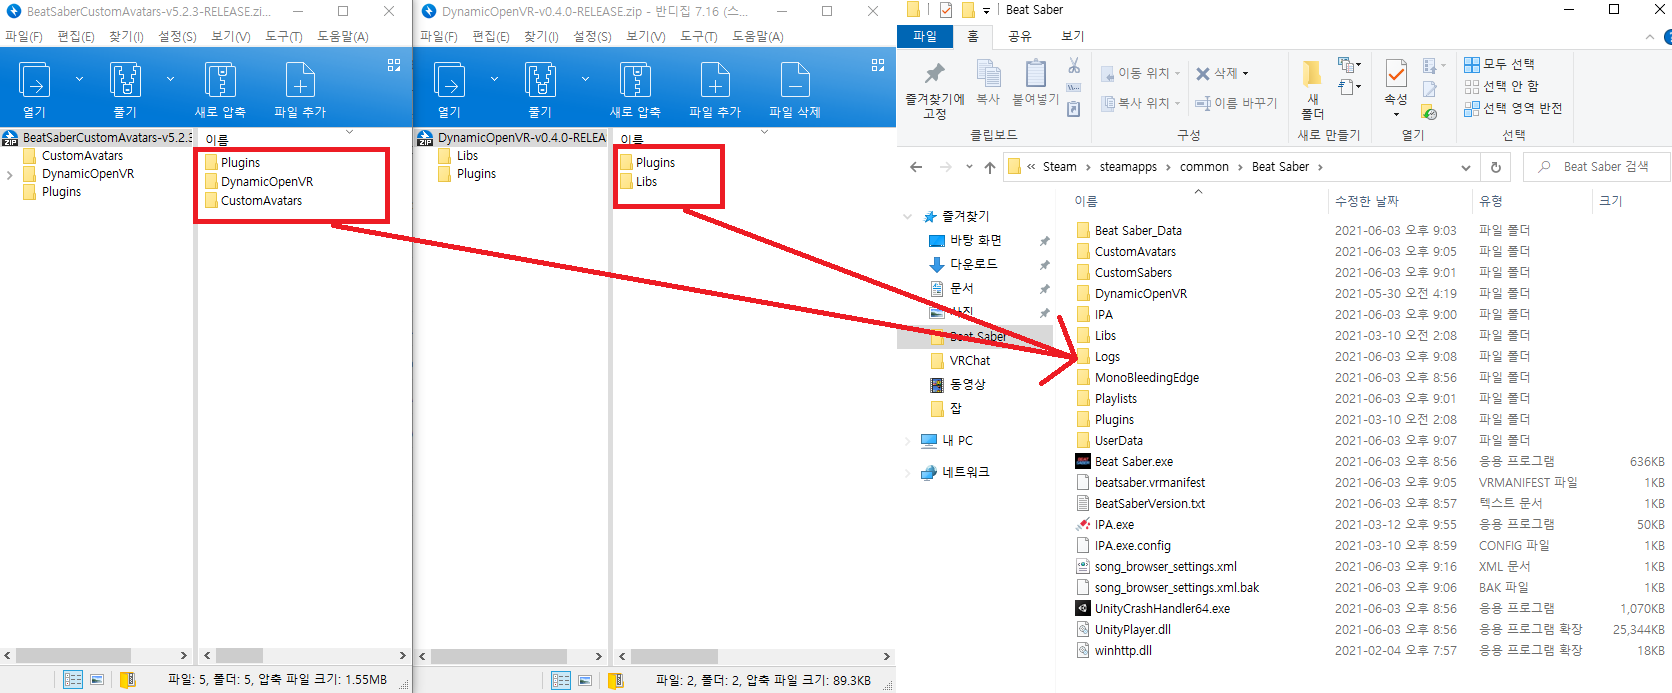 BeatSaberCustomAvatars-v5.2.3-RELEASE.zi...
파일(F) 편집(E) 찾기(I) 설정(S) 보기(V) 도구(T) 도움말(A)
열기 풀기 새로 압축 파일 추가
BeatSaberCustomAvatars-v5.2.3
CustomAvatars
DynamicOpenVR
Plugins
이름
Plugins
DynamicOpenVR
CustomAvatars
파일: 5, 폴더: 5, 압축 파일 크기: 1.55MB
DynamicOpenVR-v0.4.0-RELEASE.zip - 반디집 7.16 (스...
파일(F) 편집(E) 찾기(I) 설정(S) 보기(V) 도구(T) 도움말(A)
열기 풀기 새로 압축 파일 추가 파일 삭제
DynamicOpenVR-v0.4.0-RELEA
Libs
Plugins
이름
Plugins
Libs
파일: 2, 폴더: 2, 압축 파일 크기: 89.3KB
Beat Saber
파일 홈 공유 보기
즐겨찾기에 고정
복사
붙여넣기
클립보드
이동 위치
복사 위치
삭제
이름 바꾸기
구성
새 폴더
새로 만들기
속성
열기
모두 선택
선택 안 함
선택 영역 반전
선택
« Steam › steamapps › common › Beat Saber ›
Beat Saber 검색
즐겨찾기
바탕 화면
다운로드
문서
사진
Beat Saber
VRChat
동영상
잡
내 PC
네트워크
이름 수정한 날짜 유형 크기
Beat Saber_Data 2021-06-03 오후 9:03 파일 폴더
CustomAvatars 2021-06-03 오후 9:05 파일 폴더
CustomSabers 2021-06-03 오후 9:01 파일 폴더
DynamicOpenVR 2021-05-30 오전 4:19 파일 폴더
IPA 2021-06-03 오후 9:00 파일 폴더
Libs 2021-03-10 오전 2:08 파일 폴더
Logs 2021-06-03 오후 9:08 파일 폴더
MonoBleedingEdge 2021-06-03 오후 8:56 파일 폴더
Playlists 2021-06-03 오후 9:01 파일 폴더
Plugins 2021-03-10 오전 2:08 파일 폴더
UserData 2021-06-03 오후 9:07 파일 폴더
Beat Saber.exe 2021-06-03 오후 8:56 응용 프로그램 636KB
beatsaber.vrmanifest 2021-06-03 오후 9:05 VRMANIFEST 파일 1KB
BeatSaberVersion.txt 2021-06-03 오후 8:57 텍스트 문서 1KB
IPA.exe 2021-03-12 오후 9:55 응용 프로그램 50KB
IPA.exe.config 2021-03-10 오후 8:59 CONFIG 파일 1KB
song_browser_settings.xml 2021-06-03 오후 9:16 XML 문서 1KB
song_browser_settings.xml.bak 2021-06-03 오후 9:06 BAK 파일 1KB
UnityCrashHandler64.exe 2021-06-03 오후 8:56 응용 프로그램 1,070KB
UnityPlayer.dll 2021-06-03 오후 8:56 응용 프로그램 확장 25,344KB
winhttp.dll 2021-02-04 오후 7:57 응용 프로그램 확장 18KB